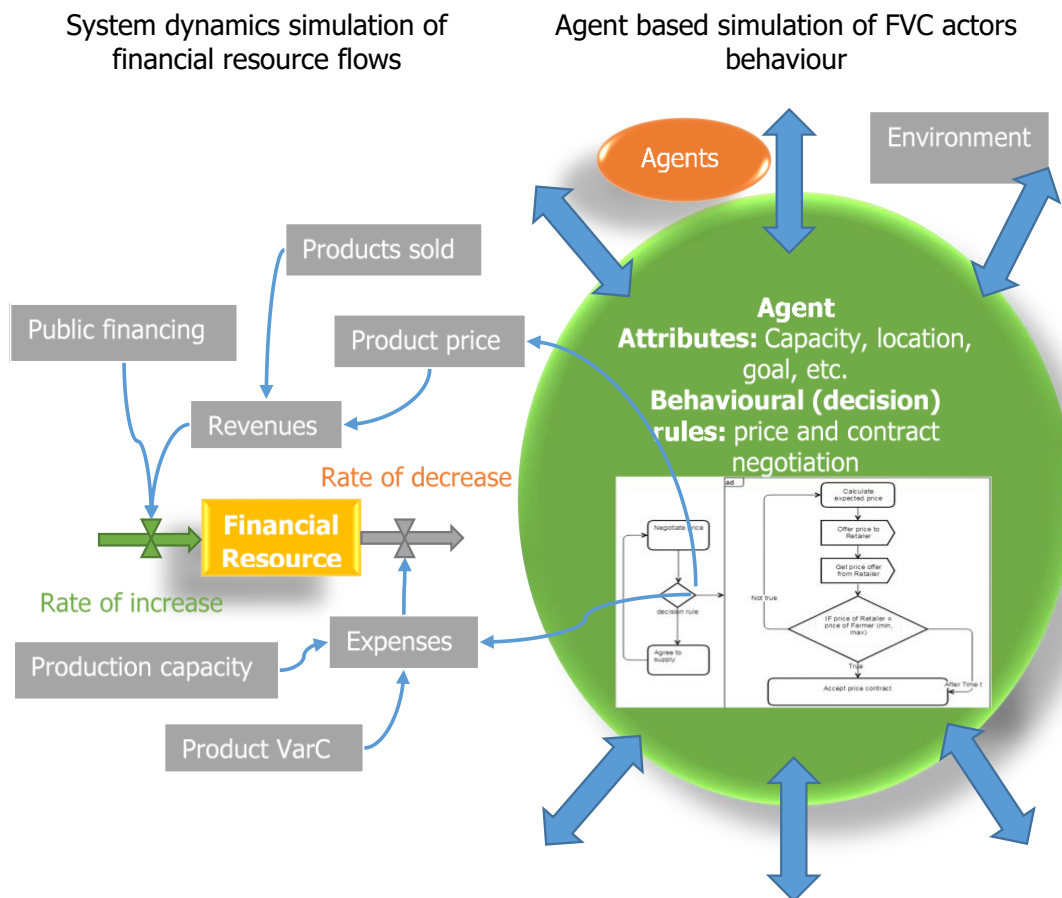 System dynamics simulation of
financial resource flows
Agent based simulation of FVC actors
behaviour
Agents
Environment
Products sold
Public financing
Product price
Revenues
Rate of decrease
Financial
Resource
Rate of increase
Expenses
Production capacity
Product VarC
Agent
Attributes: Capacity, location,
goal, etc.
Behavioural (decision)
rules: price and contract
negotiation
Negotiate price
decision rule
Agree to
supply
ad
Calculate
expected price
Offer price to
Retailer
Get price offer
from Retailer
Not true
IF price of Retailer =
price of Farmer (min,
max)
True
After Time t
Accept price contract